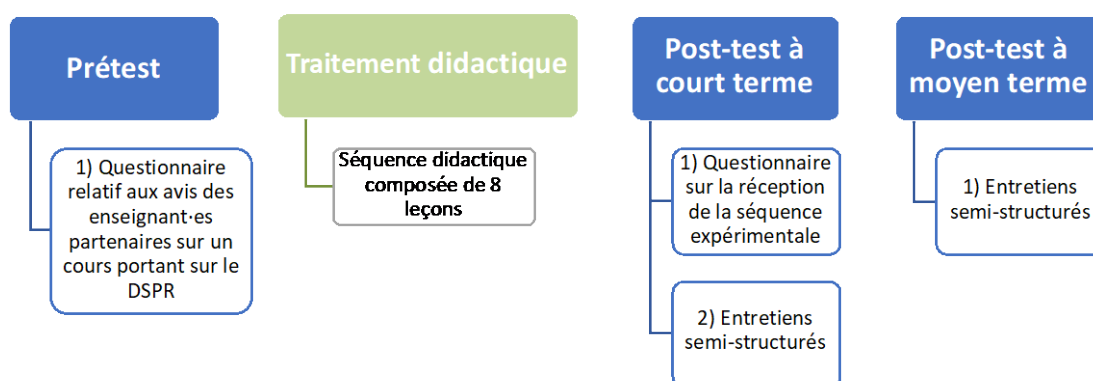 Prétest
1) Questionnaire
relatif aux avis des
enseignant·es
partenaires sur un
cours portant sur le
DSPR
Traitement didactique
Séquence didactique
composée de 8
leçons
Post-test à
court terme
1) Questionnaire
sur la réception
de la séquence
expérimentale
2) Entretiens
semi-structurés
Post-test à
moyen terme
1) Entretiens
semi-structurés